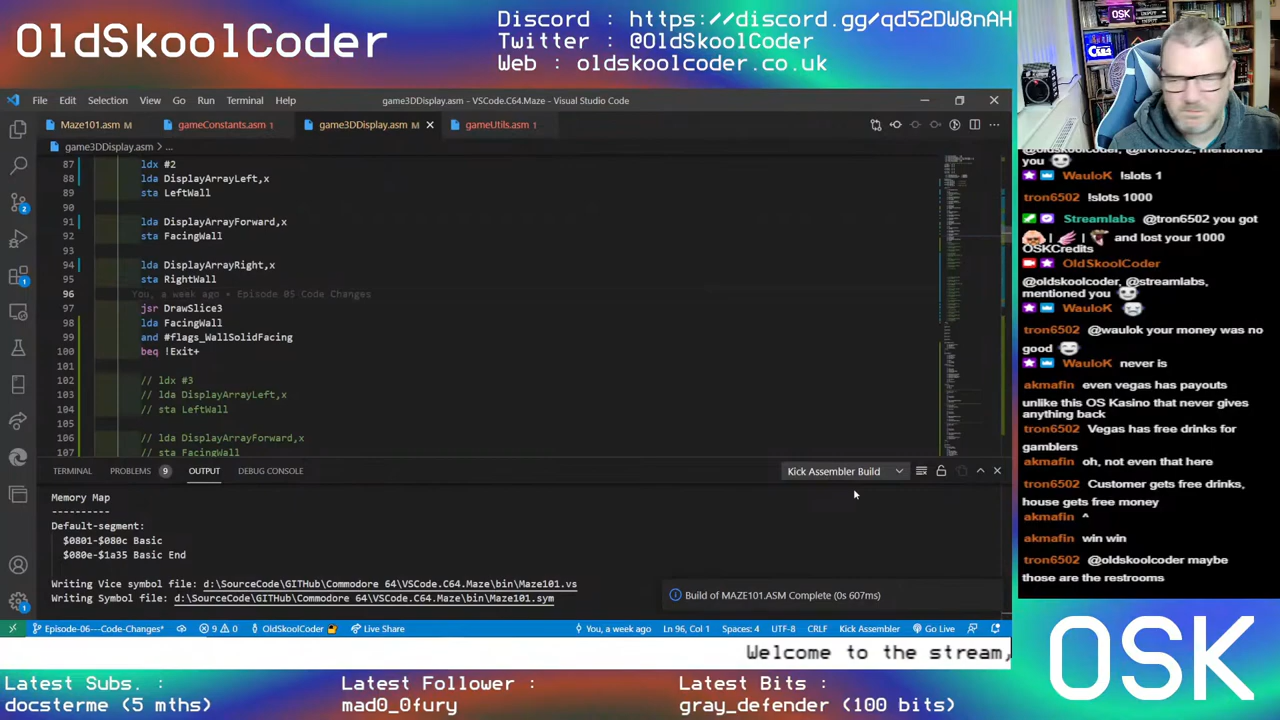 OldSkoolCoder
Discord : https://discord.gg/qd52DW8nAH
Twitter : @OldSkoolCoder
Web : oldskoolcoder.co.uk
OSK
File Edit Selection View Go Run Terminal Help
game3DDisplay.asm - VSCode.C64.Maze - Visual Studio Code
Maze101.asm M
gameConstants.asm 1
game3DDisplay.asm M
gameUtils.asm 1
game3DDisplay.asm > ...
87 ldx #2
88 lda DisplayArrayLeft,x
89 sta LeftWall
90
91 lda DisplayArrayForward,x
92 sta FacingWall
93
94 lda DisplayArrayRight,x
95 sta RightWall
96 You, a week ago • Episode 05 Code Changes
97 jsr DrawSlice3
98 lda FacingWall
99 and #flags_WallSolidFacing
100 beq !Exit+
101
102 // ldx #3
103 // lda DisplayArrayLeft,x
104 // sta LeftWall
105
106 // lda DisplayArrayForward,x
107 // sta FacingWall
TERMINAL PROBLEMS 9 OUTPUT DEBUG CONSOLE
Kick Assembler Build
Memory Map
----------
Default-segment:
$0801-$080c Basic
$080e-$1a35 Basic End
Writing Vice symbol file: d:\SourceCode\GITHub\Commodore 64\VSCode.C64.Maze\bin\Maze101.vs
Writing Symbol file: d:\SourceCode\GITHub\Commodore 64\VSCode.C64.Maze\bin\Maze101.sym
Build of MAZE101.ASM Complete (0s 607ms)
Episode-06---Code-Changes* 9 0 OldSkoolCoder Live Share
You, a week ago Ln 96, Col 1 Spaces: 4 UTF-8 CRLF Kick Assembler Go Live
@oldskoolcoder, @tron6502, mentioned
you
WauloK !slots 1
tron6502 !slots 1000
Streamlabs @tron6502 you got
| | and lost your 1000
OSKCredits
OldSkoolCoder
@oldskoolcoder, @streamlabs,
mentioned you
WauloK
tron6502 @waulok your money was no
good
WauloK never is
akmafin even vegas has payouts
unlike this OS Kasino that never gives
anything back
tron6502 Vegas has free drinks for
gamblers
akmafin oh, not even that here
tron6502 Customer gets free drinks,
house gets free money
akmafin ^
akmafin win win
tron6502 @oldskoolcoder maybe
those are the restrooms
Welcome to the stream,
Latest Subs. :
docsterme (5 mths)
Latest Follower :
mad0_0fury
Latest Bits :
gray_defender (100 bits)
OSK